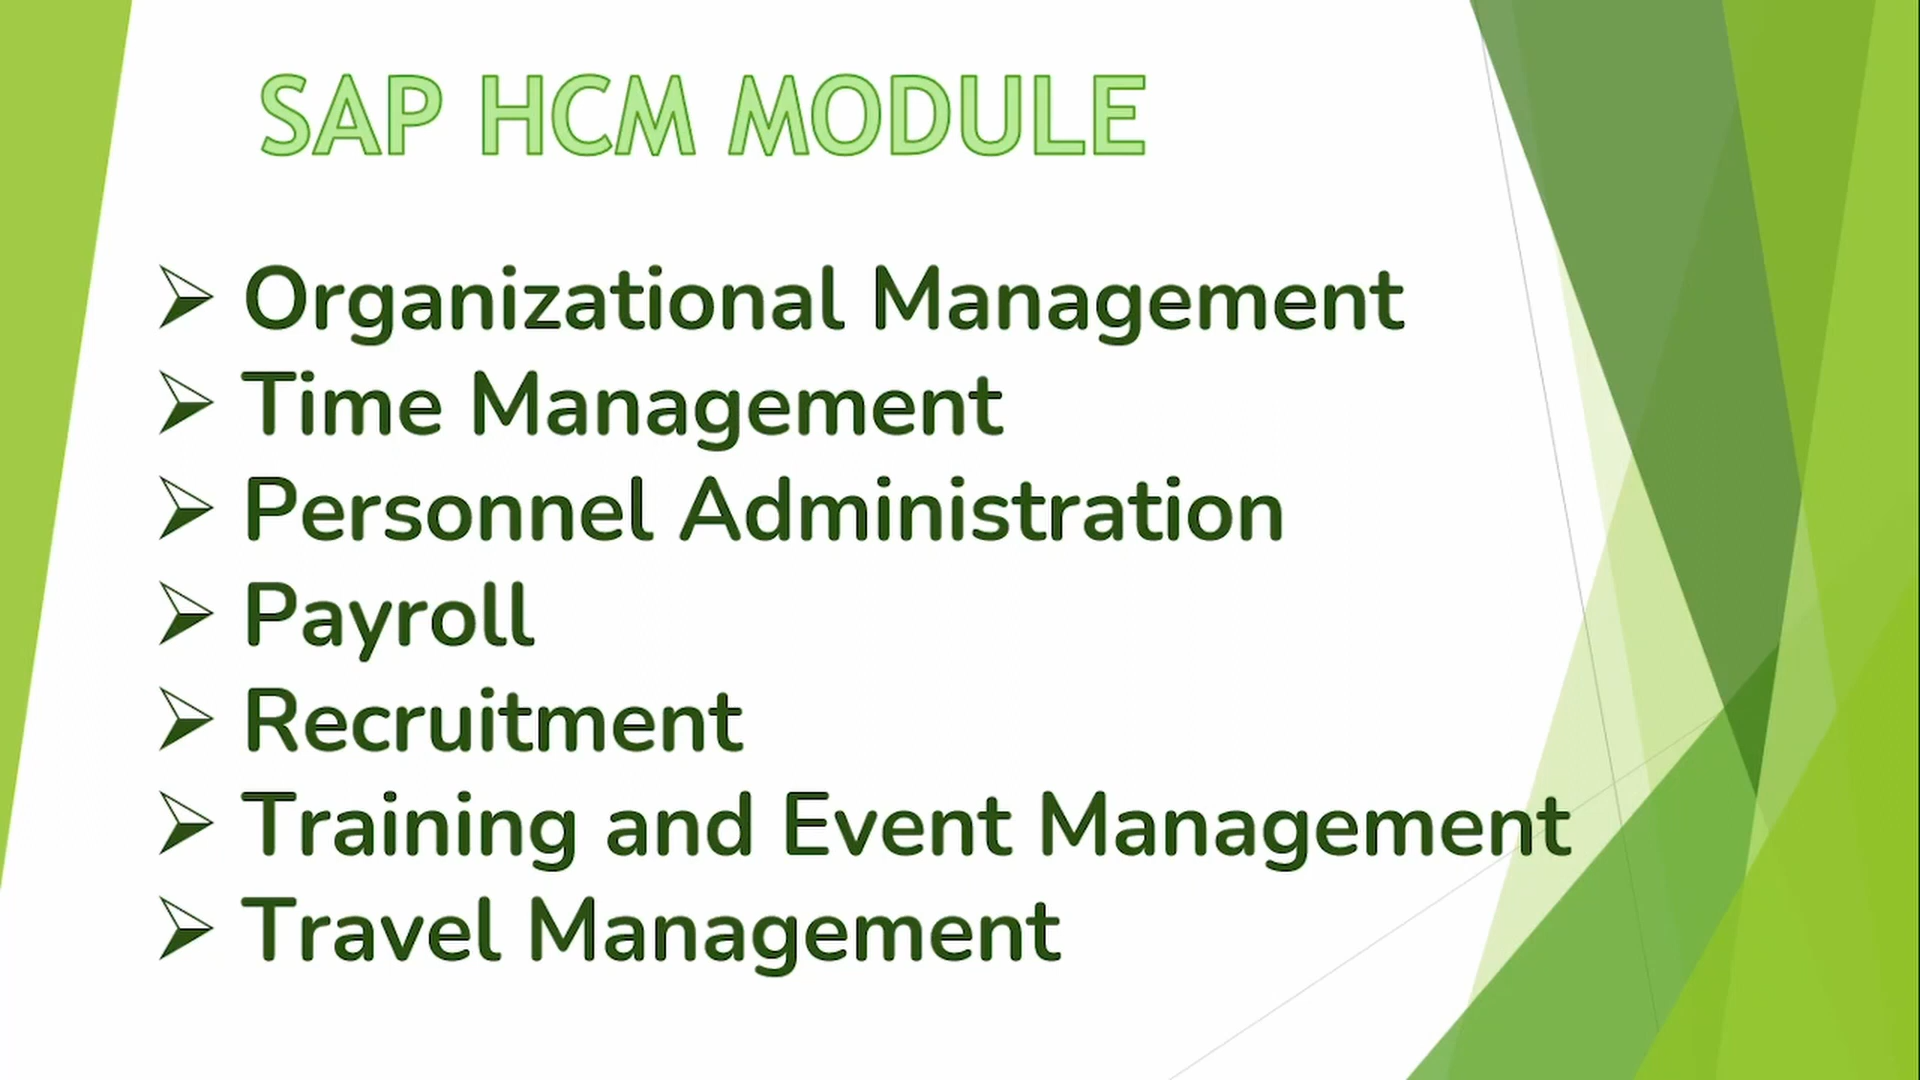 SAP HCM MODULE
➢ Organizational Management
➢ Time Management
➢ Personnel Administration
➢ Payroll
➢ Recruitment
➢ Training and Event Management
➢ Travel Management